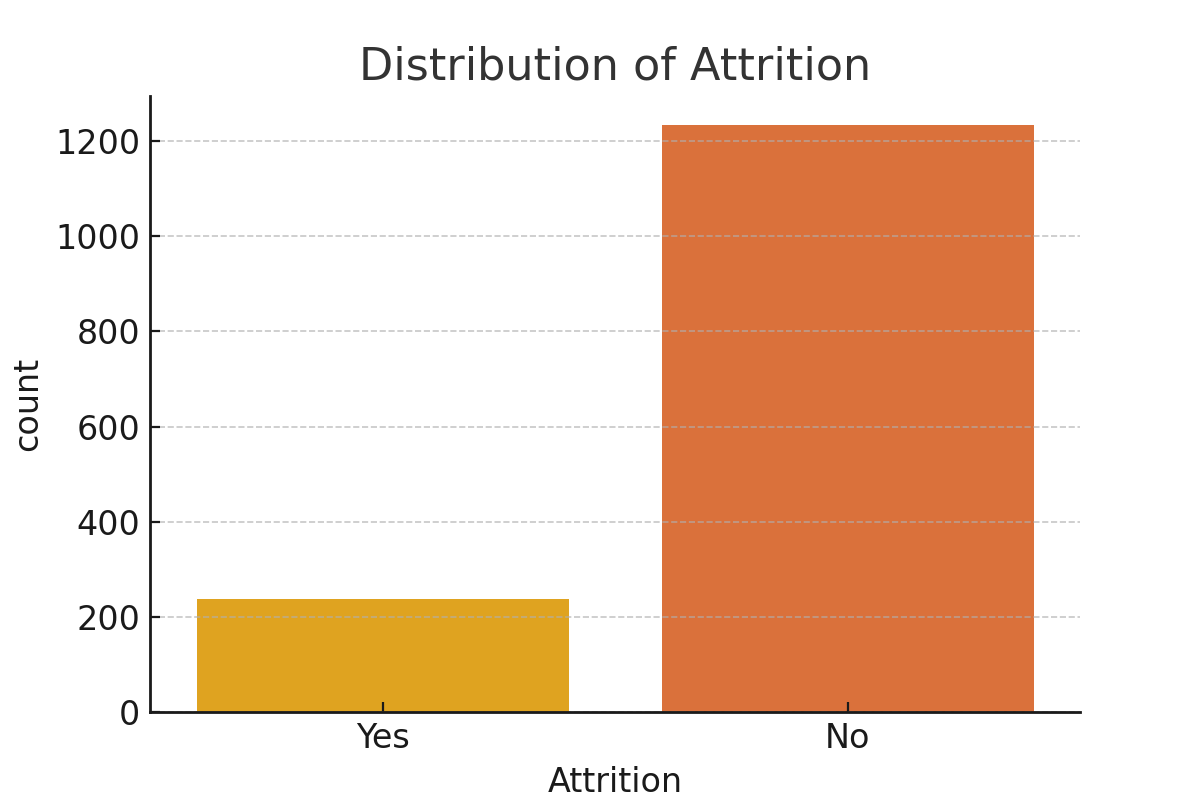 Distribution of Attrition
1200
1000
800
600
400
200
0
count
Yes
No
Attrition